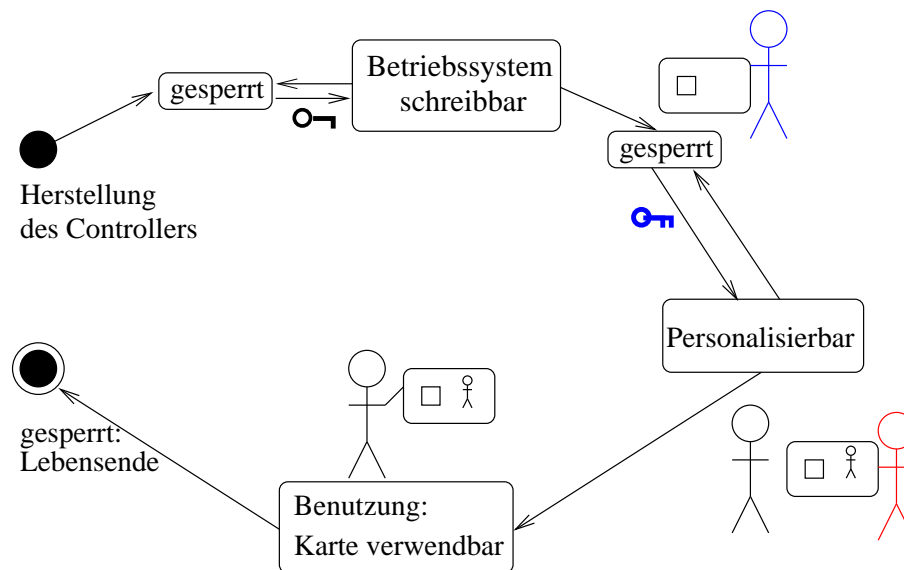 Betriebssystem
schreibbar
gesperrt
gesperrt
Herstellung
des Controllers
Personalisierbar
gesperrt:
Lebensende
Benutzung:
Karte verwendbar